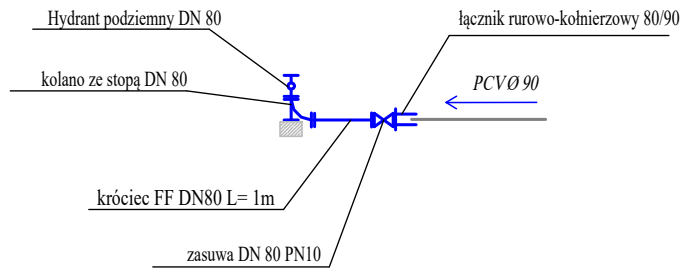 Hydrant podziemny DN 80
łącznik rurowo-kołnierzowy 80/90
kolano ze stopą DN 80
PCV Ø 90
króciec FF DN80 L= 1m
zasuwa DN 80 PN10